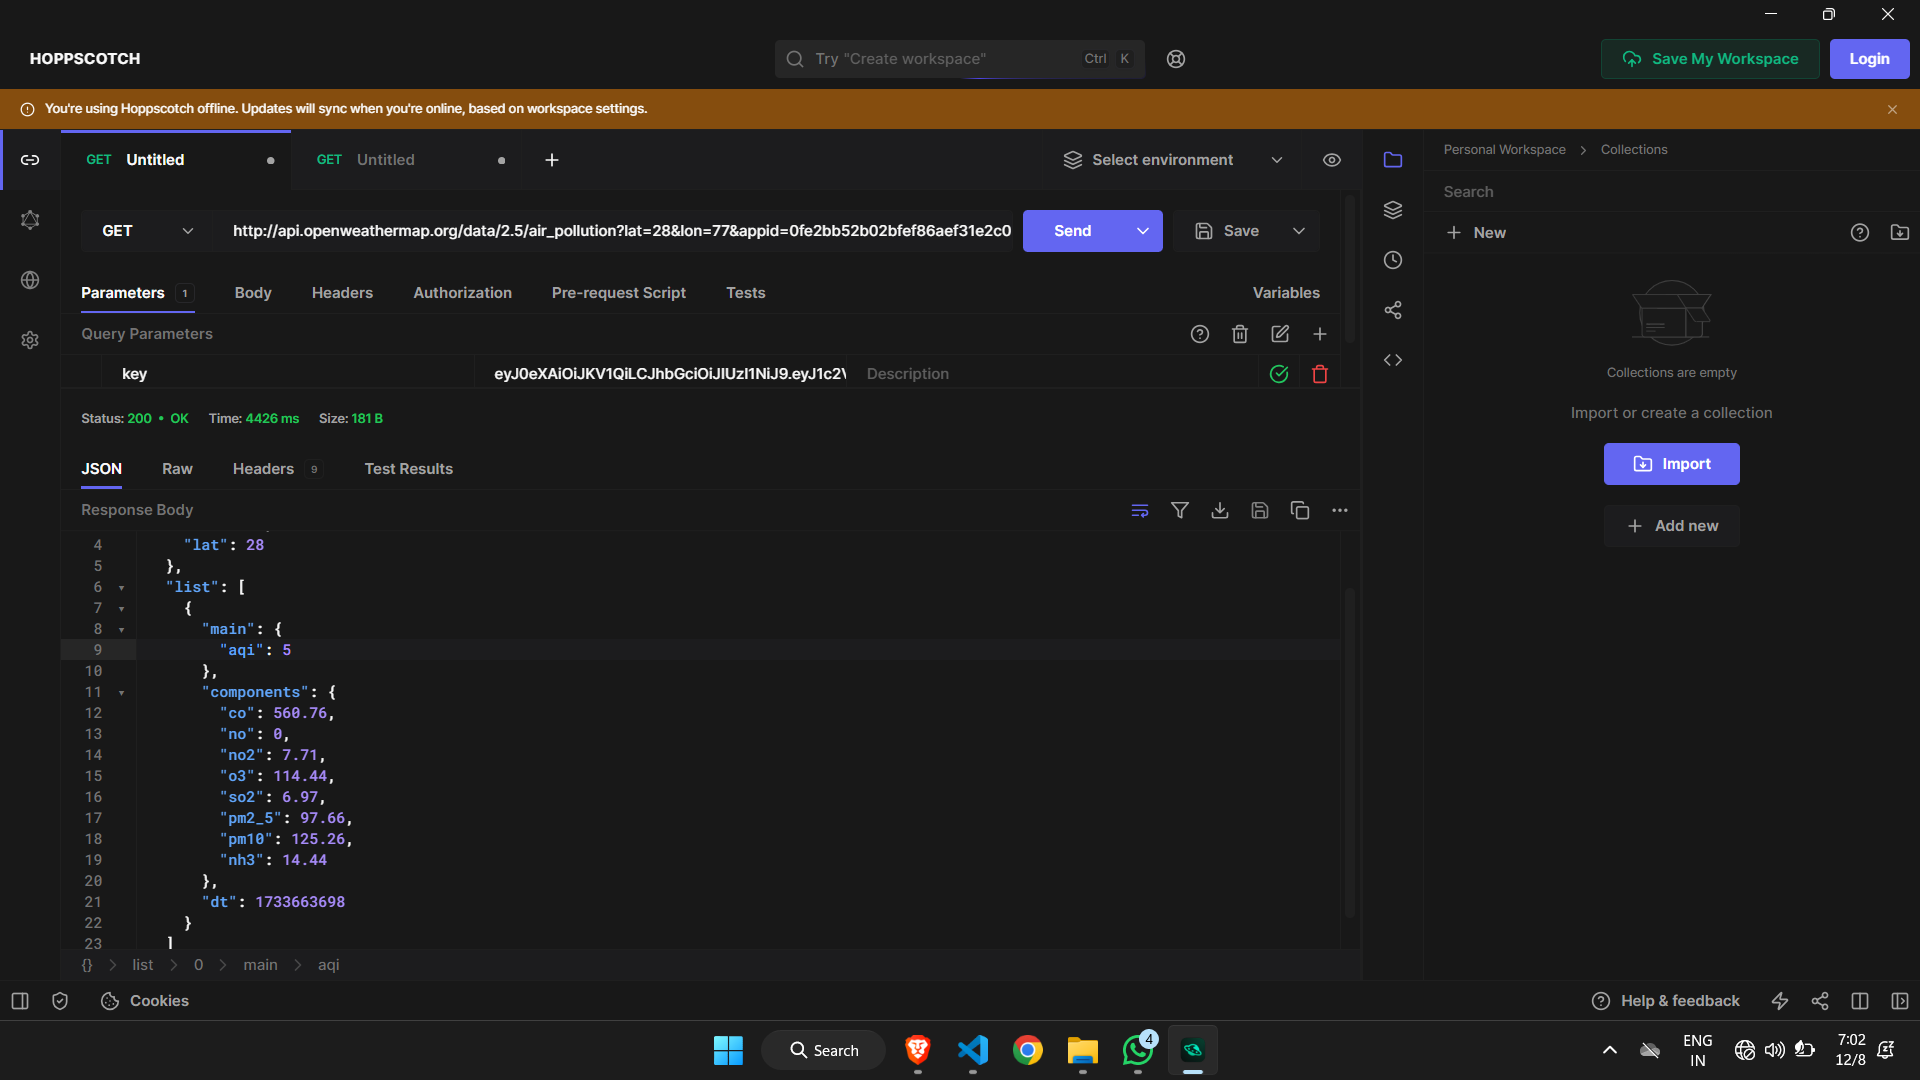 HOPPSCOTCH
Try "Create workspace" Ctrl K
Save My Workspace
Login
You're using Hoppscotch offline. Updates will sync when you're online, based on workspace settings.
GET Untitled
GET Untitled
Select environment
GET
http://api.openweathermap.org/data/2.5/air_pollution?lat=28&lon=77&appid=0fe2bb52b02bfef86aef31e2c0
Send
Save
Parameters 1 Body Headers Authorization Pre-request Script Tests Variables
Query Parameters
key eyJ0eXAiOiJKV1QiLCJhbGciOiJIUzI1NiJ9.eyJ1c2V Description
Status: 200 • OK Time: 4426 ms Size: 181 B
JSON Raw Headers 9 Test Results
Response Body
4 "lat": 28
5 },
6 "list": [
7 {
8 "main": {
9 "aqi": 5
10 },
11 "components": {
12 "co": 560.76,
13 "no": 0,
14 "no2": 7.71,
15 "o3": 114.44,
16 "so2": 6.97,
17 "pm2_5": 97.66,
18 "pm10": 125.26,
19 "nh3": 14.44
20 },
21 "dt": 1733663698
22 }
23 ]
{} > list > 0 > main > aqi
Personal Workspace > Collections
Search
New
Collections are empty
Import or create a collection
Import
Add new
Cookies
Help & feedback
Search
4
ENG
IN
7:02
12/8